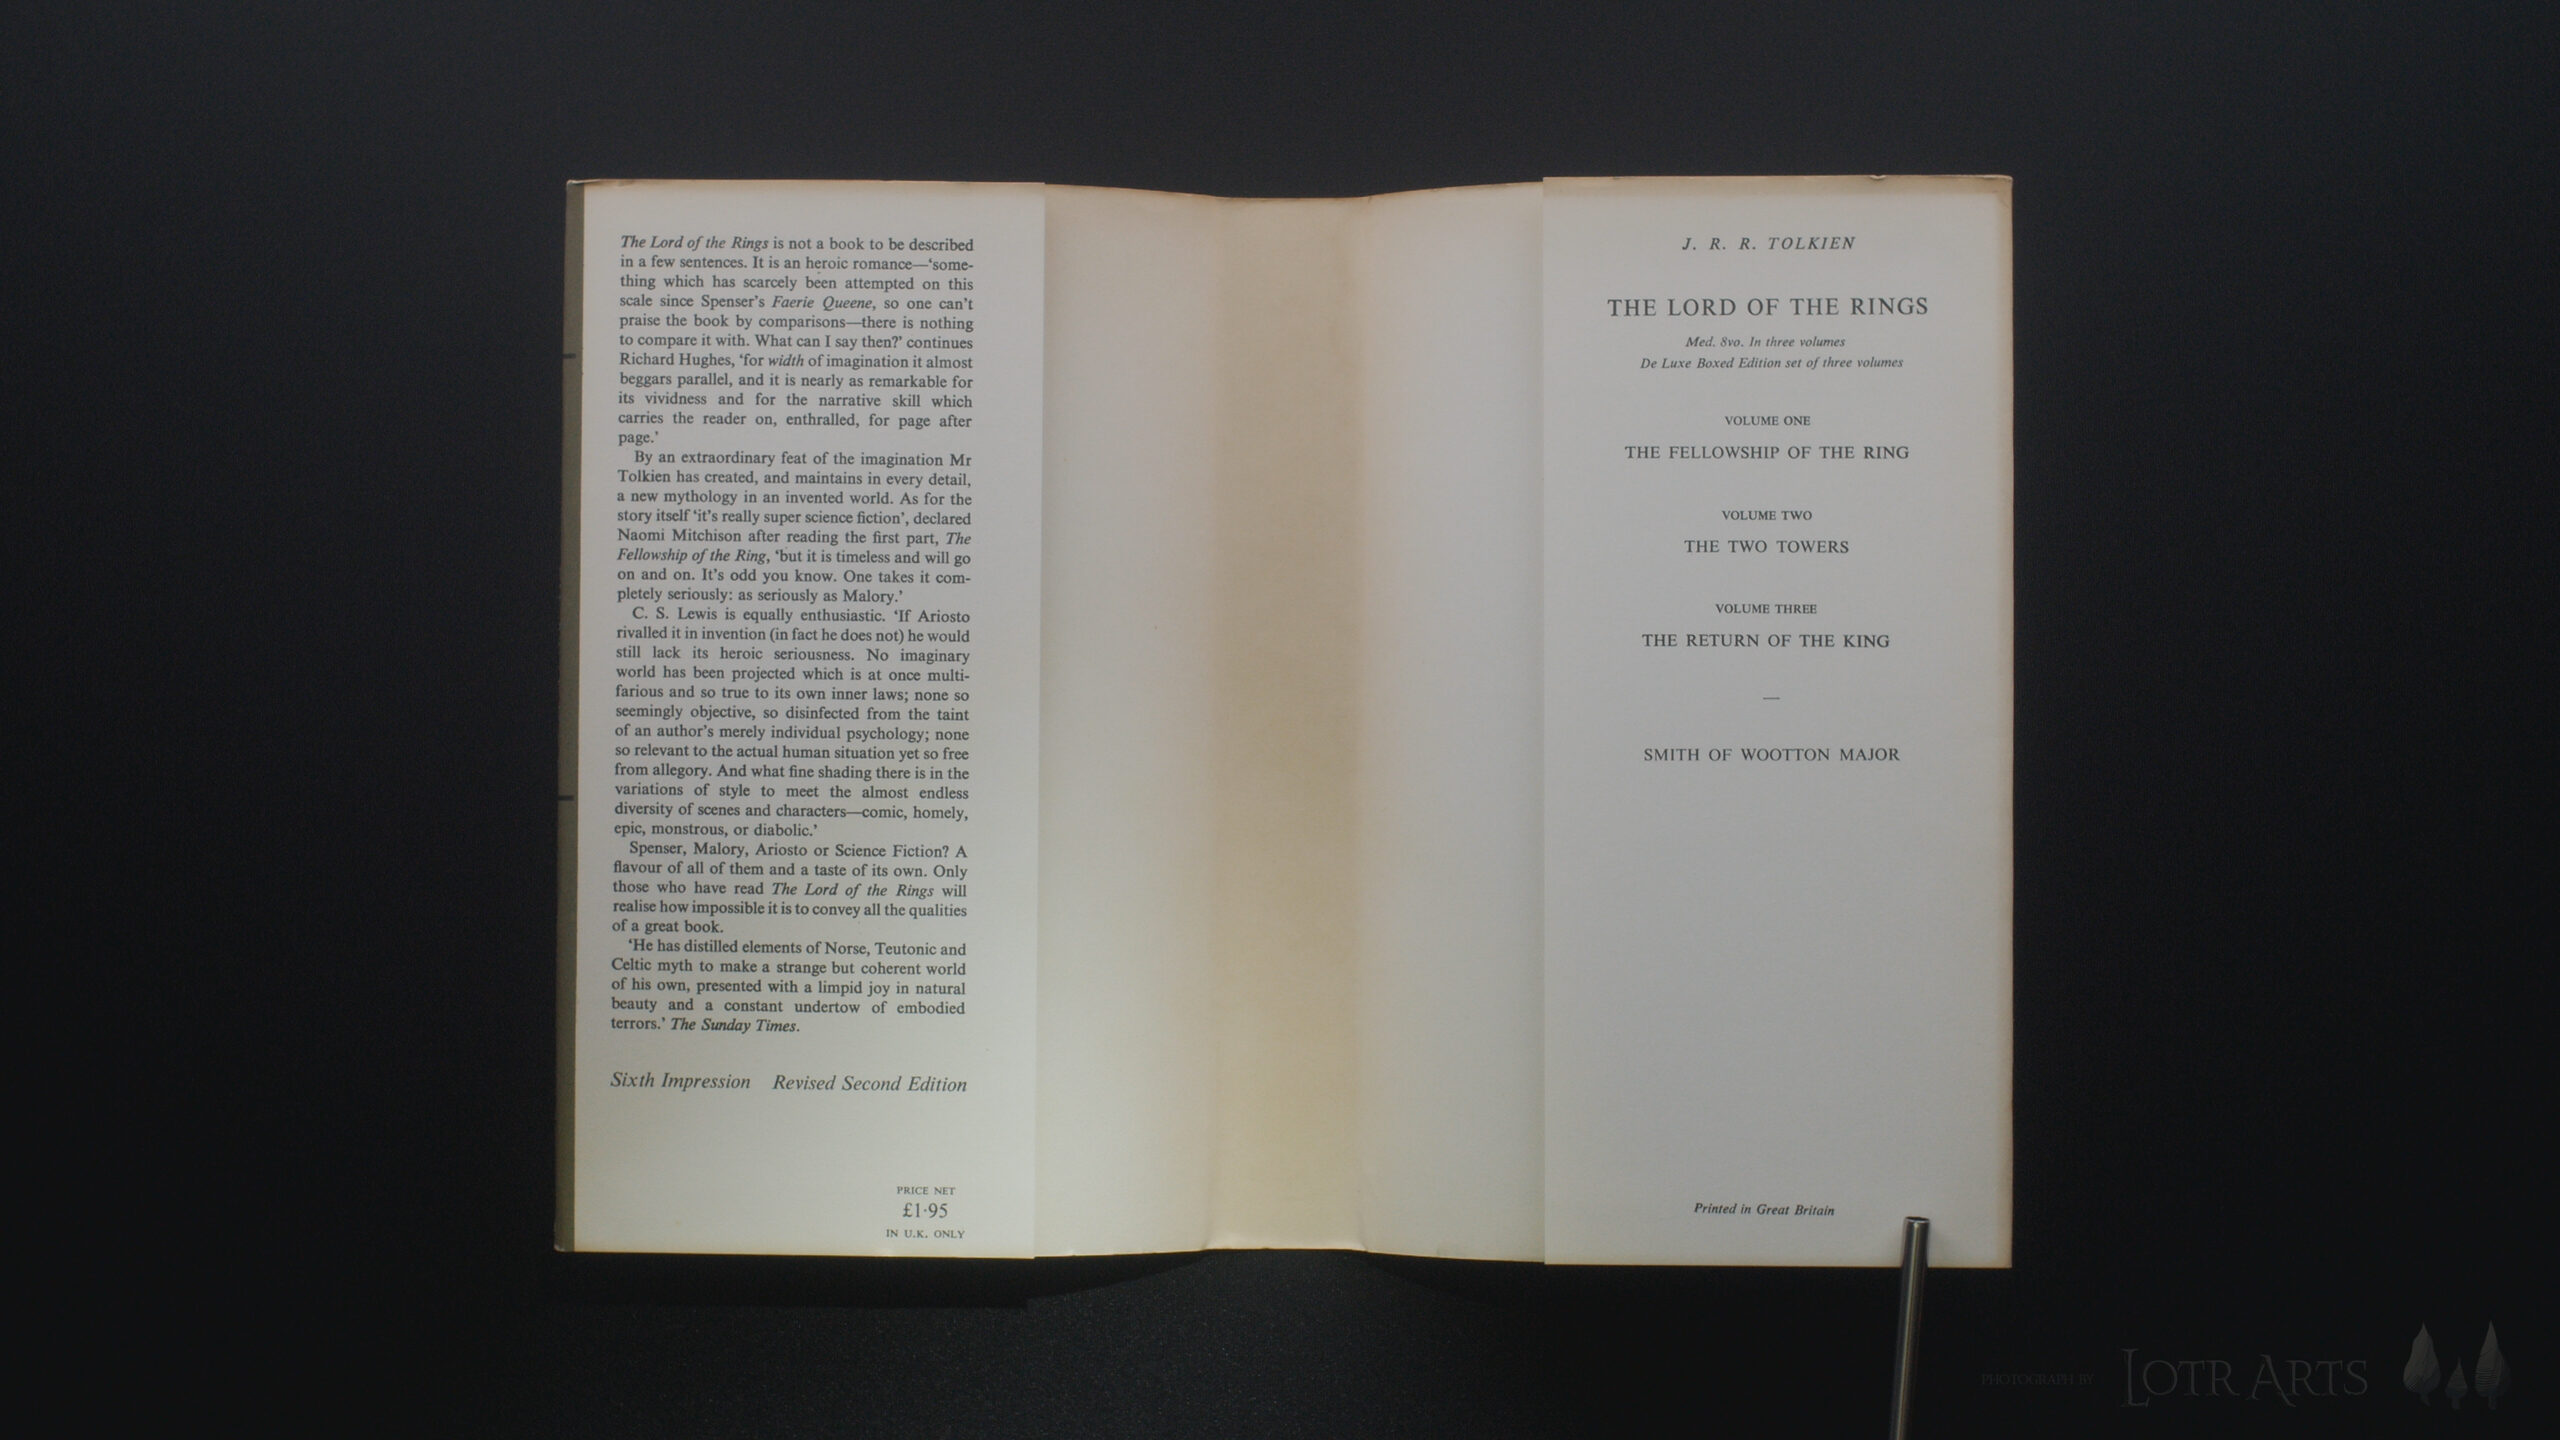 The Lord of the Rings is not a book to be described
in a few sentences. It is an heroic romance—‘some-
thing which has scarcely been attempted on this
scale since Spenser’s Faerie Queene, so one can’t
praise the book by comparisons—there is nothing
to compare it with. What can I say then?’ continues
Richard Hughes, ‘for width of imagination it almost
beggars parallel, and it is nearly as remarkable for
its vividness and for the narrative skill which
carries the reader on, enthralled, for page after
page.’
By an extraordinary feat of the imagination Mr
Tolkien has created, and maintains in every detail,
a new mythology in an invented world. As for the
story itself ‘it’s really super science fiction’, declared
Naomi Mitchison after reading the first part, The
Fellowship of the Ring, ‘but it is timeless and will go
on and on. It’s odd you know. One takes it com-
pletely seriously: as seriously as Malory.’
C. S. Lewis is equally enthusiastic. ‘If Ariosto
rivalled it in invention (in fact he does not) he would
still lack its heroic seriousness. No imaginary
world has been projected which is at once multi-
farious and so true to its own inner laws; none so
seemingly objective, so disinfected from the taint
of an author’s merely individual psychology; none
so relevant to the actual human situation yet so free
from allegory. And what fine shading there is in the
variations of style to meet the almost endless
diversity of scenes and characters—comic, homely,
epic, monstrous, or diabolic.’
Spenser, Malory, Ariosto or Science Fiction? A
flavour of all of them and a taste of its own. Only
those who have read The Lord of the Rings will
realise how impossible it is to convey all the qualities
of a great book.
‘He has distilled elements of Norse, Teutonic and
Celtic myth to make a strange but coherent world
of his own, presented with a limpid joy in natural
beauty and a constant undertow of embodied
terrors.’ The Sunday Times.
Sixth Impression Revised Second Edition
PRICE NET
£1·95
IN U.K. ONLY
J. R. R. TOLKIEN
THE LORD OF THE RINGS
Med. 8vo. In three volumes
De Luxe Boxed Edition set of three volumes
VOLUME ONE
THE FELLOWSHIP OF THE RING
VOLUME TWO
THE TWO TOWERS
VOLUME THREE
THE RETURN OF THE KING
—
SMITH OF WOOTTON MAJOR
Printed in Great Britain
PHOTOGRAPH BY LOTR ARTS